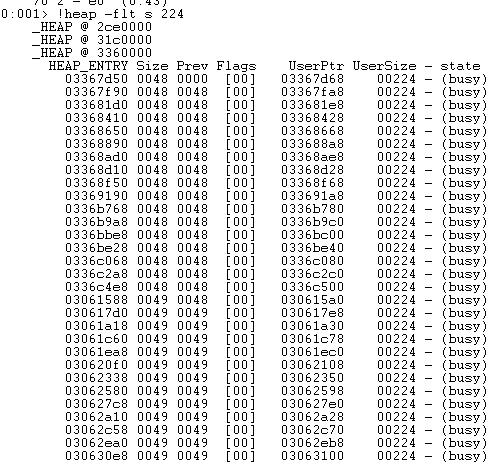 70 2 - e0 (0.43)
0:001> !heap -flt s 224
_HEAP @ 2ce0000
_HEAP @ 31c0000
_HEAP @ 3360000
HEAP_ENTRY Size Prev Flags UserPtr UserSize - state
03367d50 0048 0000 [00] 03367d68 00224 - (busy)
03367f90 0048 0048 [00] 03367fa8 00224 - (busy)
033681d0 0048 0048 [00] 033681e8 00224 - (busy)
03368410 0048 0048 [00] 03368428 00224 - (busy)
03368650 0048 0048 [00] 03368668 00224 - (busy)
03368890 0048 0048 [00] 033688a8 00224 - (busy)
03368ad0 0048 0048 [00] 03368ae8 00224 - (busy)
03368d10 0048 0048 [00] 03368d28 00224 - (busy)
03368f50 0048 0048 [00] 03368f68 00224 - (busy)
03369190 0048 0048 [00] 033691a8 00224 - (busy)
0336b768 0048 0048 [00] 0336b780 00224 - (busy)
0336b9a8 0048 0048 [00] 0336b9c0 00224 - (busy)
0336bbe8 0048 0048 [00] 0336bc00 00224 - (busy)
0336be28 0048 0048 [00] 0336be40 00224 - (busy)
0336c068 0048 0048 [00] 0336c080 00224 - (busy)
0336c2a8 0048 0048 [00] 0336c2c0 00224 - (busy)
0336c4e8 0048 0048 [00] 0336c500 00224 - (busy)
03061588 0049 0049 [00] 030615a0 00224 - (busy)
030617d0 0049 0049 [00] 030617e8 00224 - (busy)
03061a18 0049 0049 [00] 03061a30 00224 - (busy)
03061c60 0049 0049 [00] 03061c78 00224 - (busy)
03061ea8 0049 0049 [00] 03061ec0 00224 - (busy)
030620f0 0049 0049 [00] 03062108 00224 - (busy)
03062338 0049 0049 [00] 03062350 00224 - (busy)
03062580 0049 0049 [00] 03062598 00224 - (busy)
030627c8 0049 0049 [00] 030627e0 00224 - (busy)
03062a10 0049 0049 [00] 03062a28 00224 - (busy)
03062c58 0049 0049 [00] 03062c70 00224 - (busy)
03062ea0 0049 0049 [00] 03062eb8 00224 - (busy)
030630e8 0049 0049 [00] 03063100 00224 - (busy)